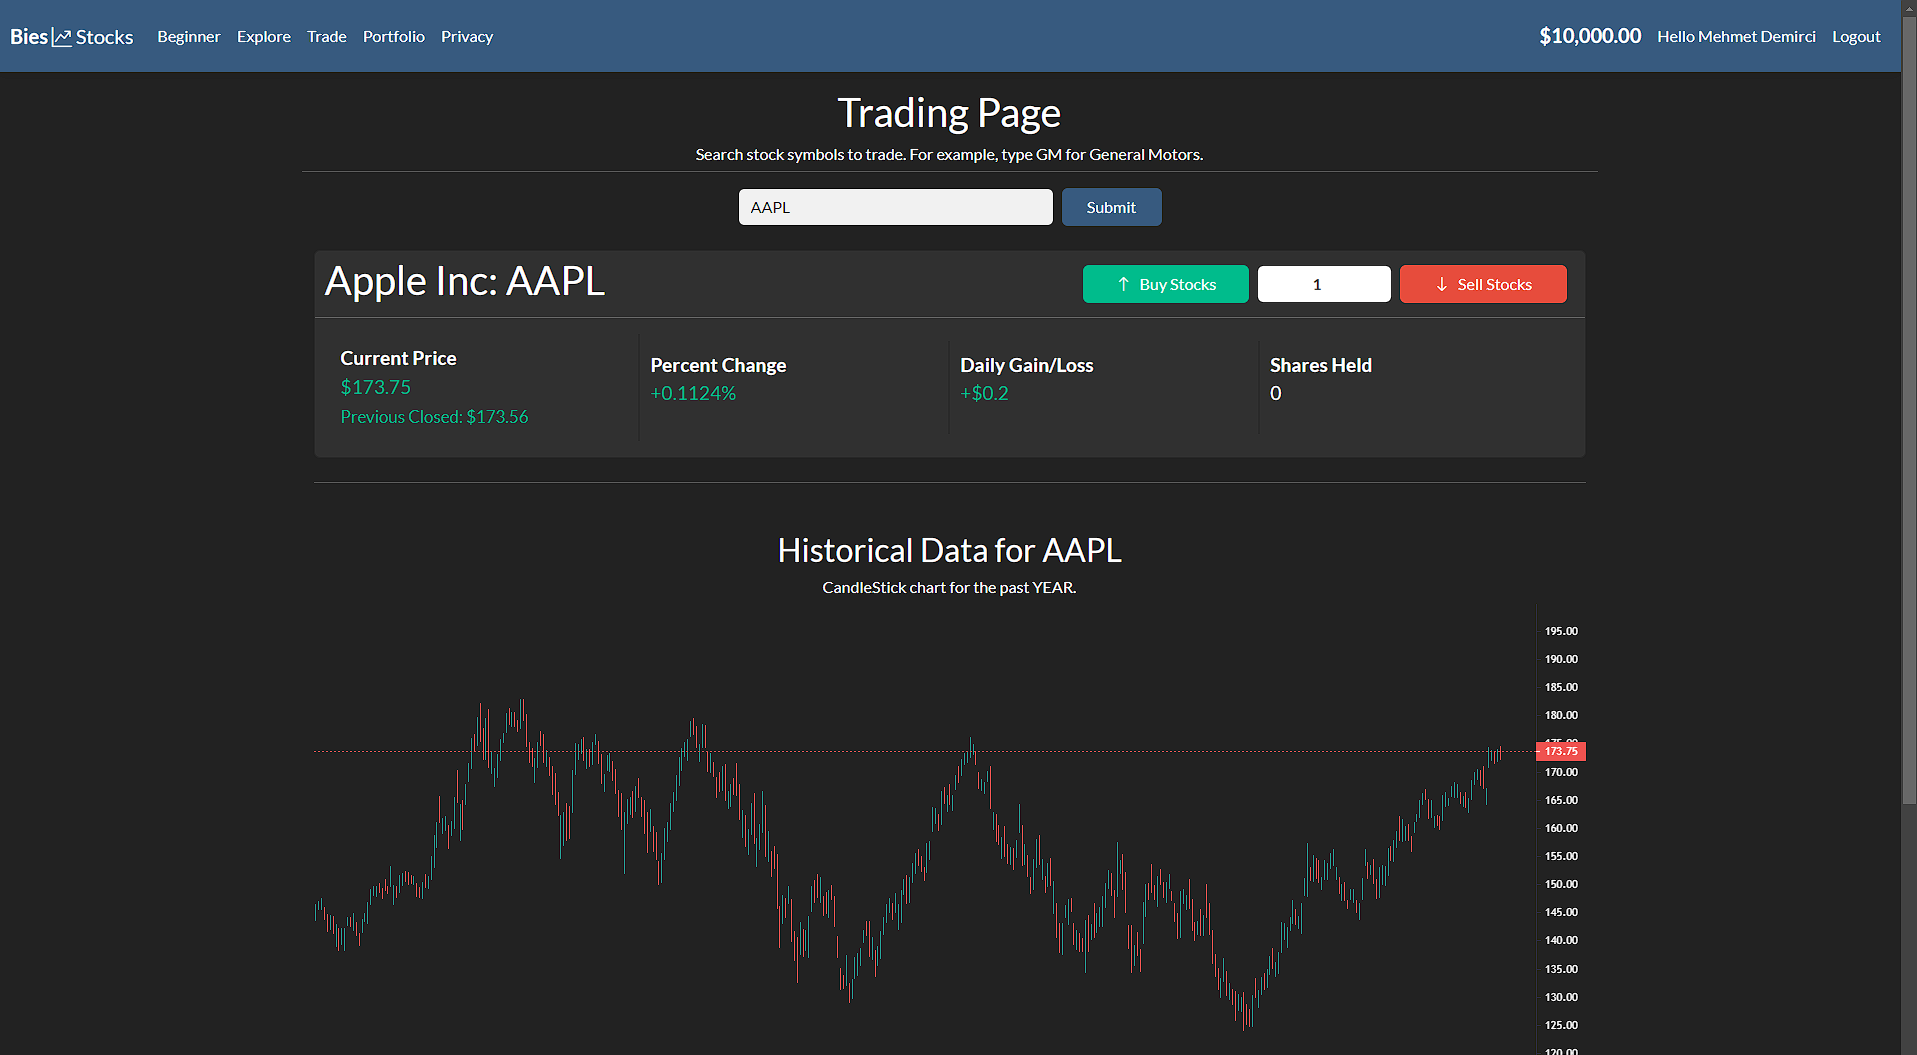 Bies Stocks Beginner Explore Trade Portfolio Privacy $10,000.00 Hello Mehmet Demirci Logout
Trading Page
Search stock symbols to trade. For example, type GM for General Motors.
AAPL Submit
Apple Inc: AAPL ↑ Buy Stocks 1 ↓ Sell Stocks
Current Price
$173.75
Previous Closed: $173.56
Percent Change
+0.1124%
Daily Gain/Loss
+$0.2
Shares Held
0
Historical Data for AAPL
CandleStick chart for the past YEAR.
195.00
190.00
185.00
180.00
175.00
173.75
170.00
165.00
160.00
155.00
150.00
145.00
140.00
135.00
130.00
125.00
120.00